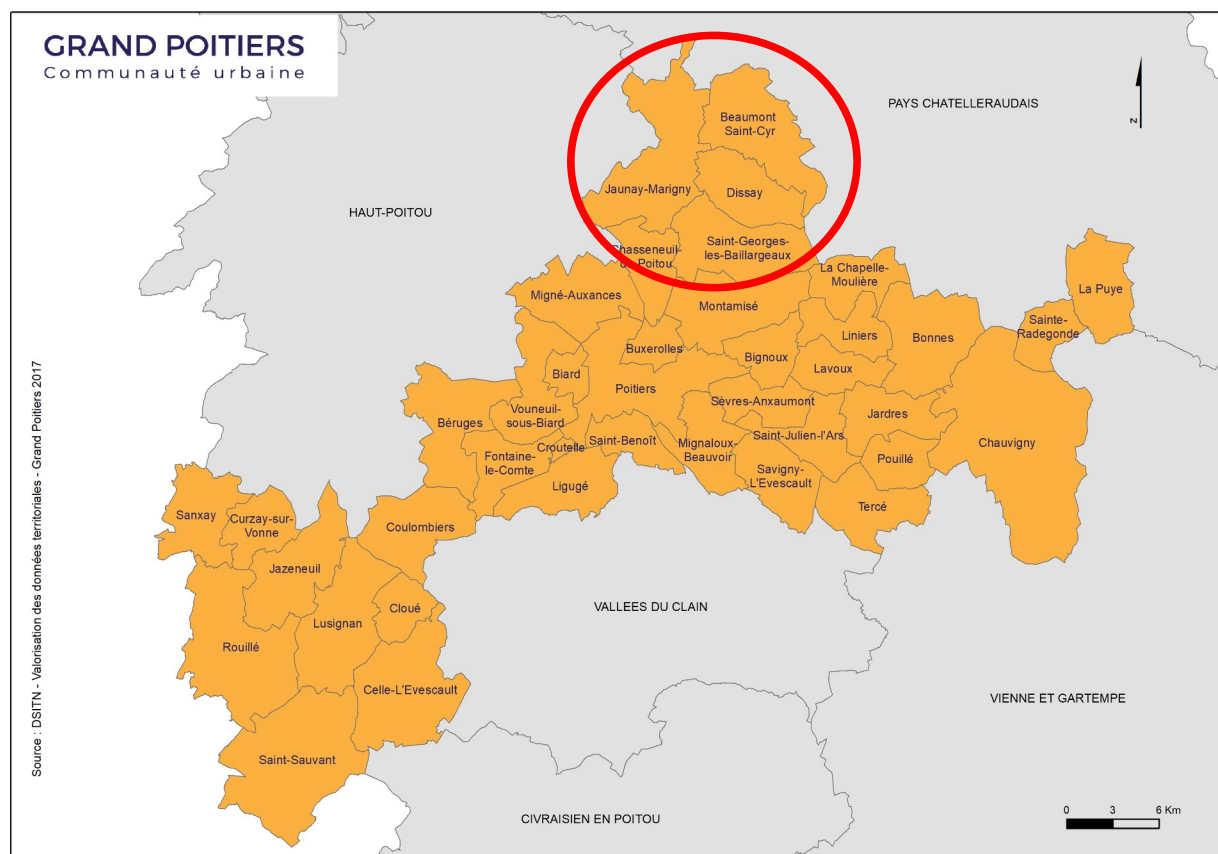 GRAND POITIERS
Communauté urbaine
PAYS CHATELLERAUDAIS
N
Beaumont
Saint-Cyr
Jaunay-Marigny
Dissay
HAUT-POITOU
Chasseneuil-
du-Poitou
Saint-Georges-
les-Baillargeaux
La Chapelle-
Moulière
La Puye
Migné-Auxances
Montamisé
Sainte-
Radegonde
Buxerolles
Liniers
Bonnes
Bignoux
Lavoux
Biard
Poitiers
Sèvres-Anxaumont
Vouneuil-
sous-Biard
Béruges
Jardres
Chauvigny
Croutelle
Saint-Benoît
Mignaloux-
Beauvoir
Saint-Julien-l'Ars
Fontaine-
le-Comte
Pouillé
Savigny-
L'Evescault
Ligugé
Tercé
Sanxay
Curzay-sur-
Vonne
Coulombiers
Jazeneuil
Cloué
VALLEES DU CLAIN
Lusignan
Rouillé
Celle-L'Evescault
VIENNE ET GARTEMPE
Saint-Sauvant
CIVRAISIEN EN POITOU
0 3 6 Km
Source : DSITN - Valorisation des données territoriales - Grand Poitiers 2017